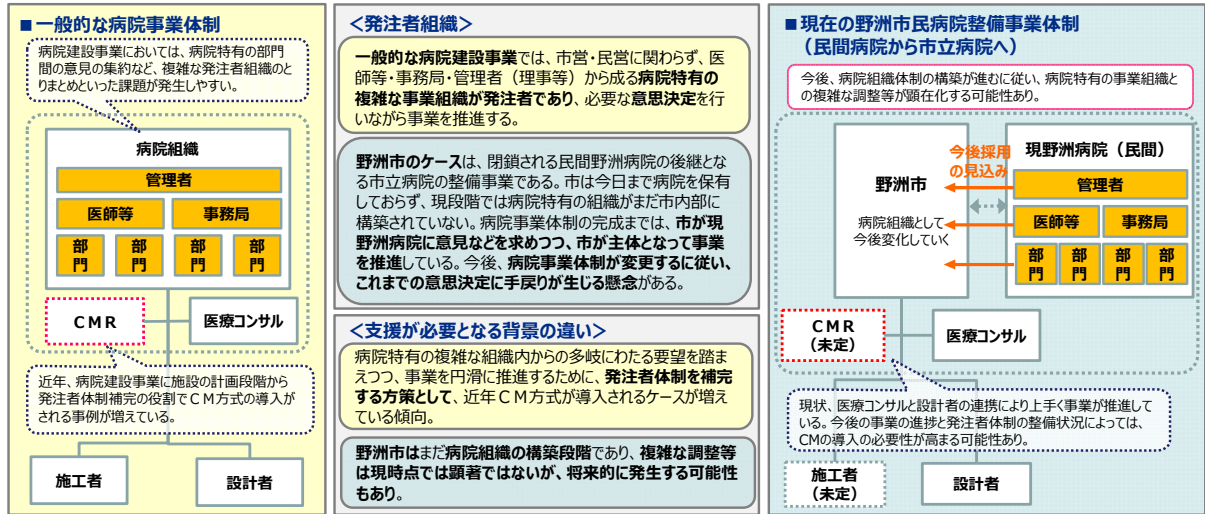 ■一般的な病院事業体制
病院建設事業においては、病院特有の部門
間の意見の集約など、複雑な発注者組織のと
りまとめといった課題が発生しやすい。
病院組織
管理者
医師等
事務局
部門
部門
部門
部門
CMR
医療コンサル
近年、病院建設事業に施設の計画段階から
発注者体制補完の役割でCM方式の導入が
される事例が増えている。
施工者
設計者
<発注者組織>
一般的な病院建設事業では、市営・民営に関わらず、医
師等・事務局・管理者(理事等)から成る病院特有の
複雑な事業組織が発注者であり、必要な意思決定を行
いながら事業を推進する。
野洲市のケースは、閉鎖される民間野洲病院の後継とな
る市立病院の整備事業である。市は今日まで病院を保有
しておらず、現段階では病院特有の組織がまだ市内部に
構築されていない。病院事業体制の完成までは、市が現
野洲病院に意見などを求めつつ、市が主体となって事業
を推進している。今後、病院事業体制が変更するに従い、
これまでの意思決定に手戻りが生じる懸念がある。
<支援が必要となる背景の違い>
病院特有の複雑な組織内からの多岐にわたる要望を踏ま
えつつ、事業を円滑に推進するために、発注者体制を補完
する方策として、近年CM方式が導入されるケースが増え
ている傾向。
野洲市はまだ病院組織の構築段階であり、複雑な調整等
は現時点では顕著ではないが、将来的に発生する可能性
もあり。
■現在の野洲市民病院整備事業体制
(民間病院から市立病院へ)
今後、病院組織体制の構築が進むに従い、病院特有の事業組織と
の複雑な調整等が顕在化する可能性あり。
野洲市
病院組織として
今後変化していく
今後採用
の見込み
現野洲病院(民間)
管理者
医師等
事務局
部門
部門
部門
部門
CMR
(未定)
医療コンサル
現状、医療コンサルと設計者の連携により上手く事業が推進して
いる。今後の事業の進捗と発注者体制の整備状況によっては、
CMの導入の必要性が高まる可能性あり。
施工者
(未定)
設計者